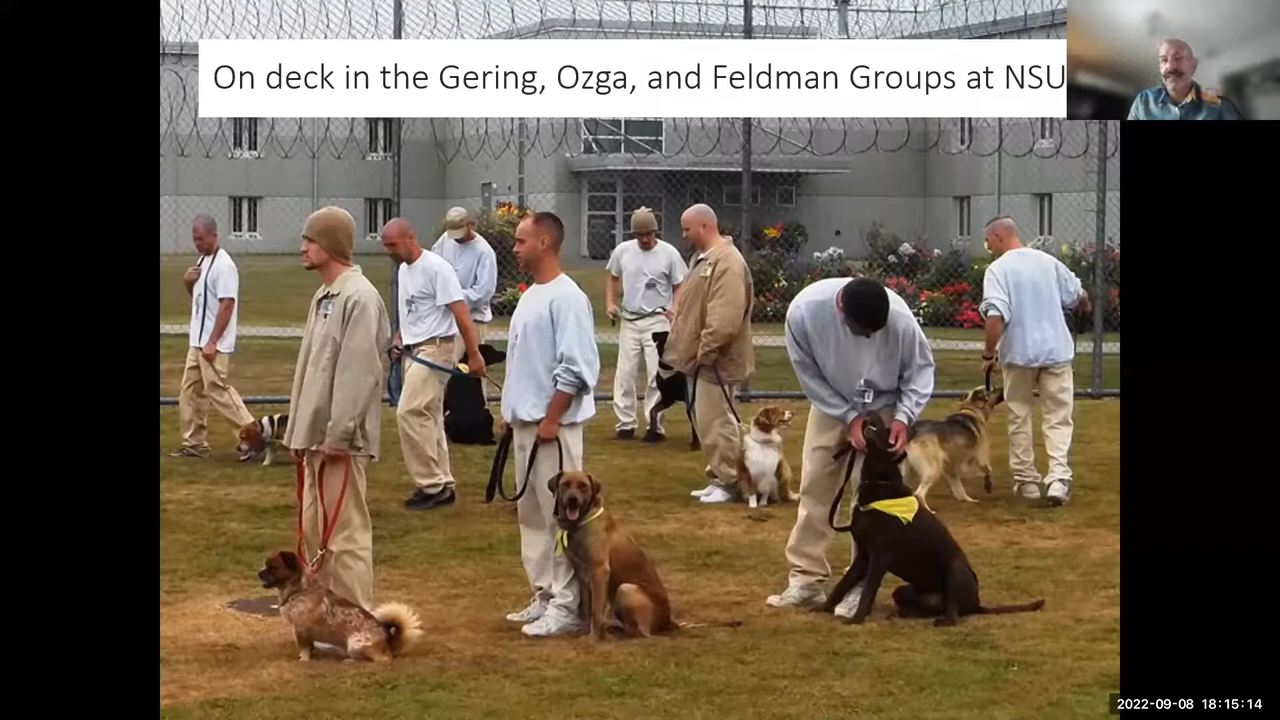 On deck in the Gering, Ozga, and Feldman Groups at NSU
2022-09-08 18:15:14